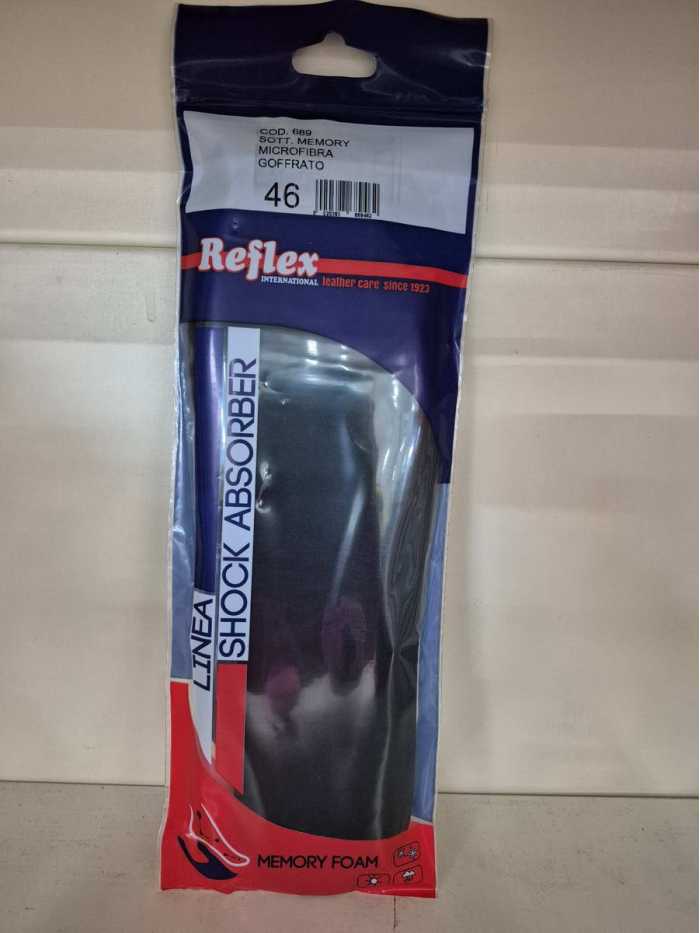 COD. 689
SOTT. MEMORY
MICROFIBRA
GOFFRATO
46
Reflex
INTERNATIONAL leather care since 1923
LINEA
SHOCK ABSORBER
MEMORY FOAM